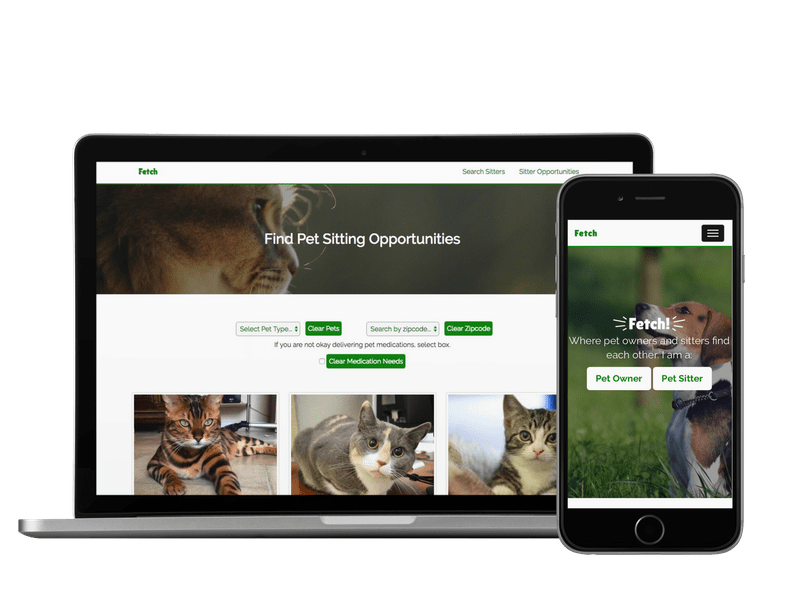 Fetch
Search Sitters
Sitter Opportunities
Find Pet Sitting Opportunities
Select Pet Type...
Clear Pets
Search by zipcode...
Clear Zipcode
If you are not okay delivering pet medications, select box.
Clear Medication Needs
Fetch
Fetch!
Where pet owners and sitters find
each other. I am a:
Pet Owner
Pet Sitter